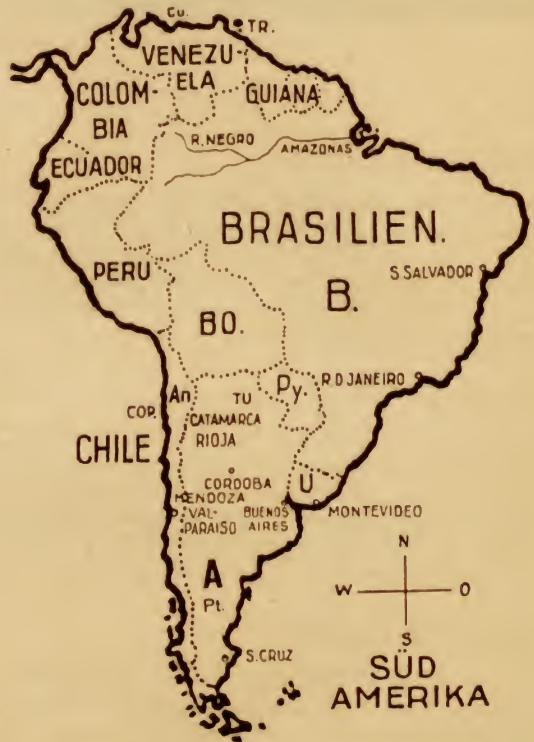 Cu.
TR.
VENEZU-
ELA
COLOM-
BIA
GUIANA
R.NEGRO
AMAZONAS
ECUADOR
BRASILIEN.
PERU
S.SALVADOR
B.
BO.
An
TU
Py.
R.D.JANEIRO
COP.
CATAMARCA
RIOJA
CHILE
CORDOBA
U
MENDOZA
VAL-
PARAISO
BUENOS
AIRES
MONTEVIDEO
A
Pt.
N
W
O
S
S.CRUZ
SÜD
AMERIKA